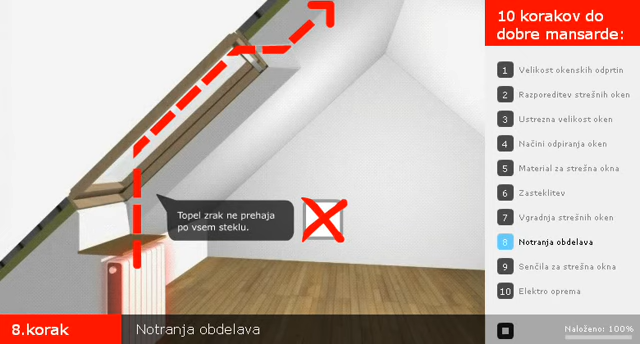 10 korakov do
dobre mansarde:
1 Velikost okenskih odprtin
2 Razporeditev strešnih oken
3 Ustrezna velikost oken
4 Načini odpiranja oken
5 Material za strešna okna
6 Zasteklitev
7 Vgradnja strešnih oken
8 Notranja obdelava
9 Senčila za strešna okna
10 Elektro oprema
Topel zrak ne prehaja
po vsem steklu.
8.korak
Notranja obdelava
Naloženo: 100%